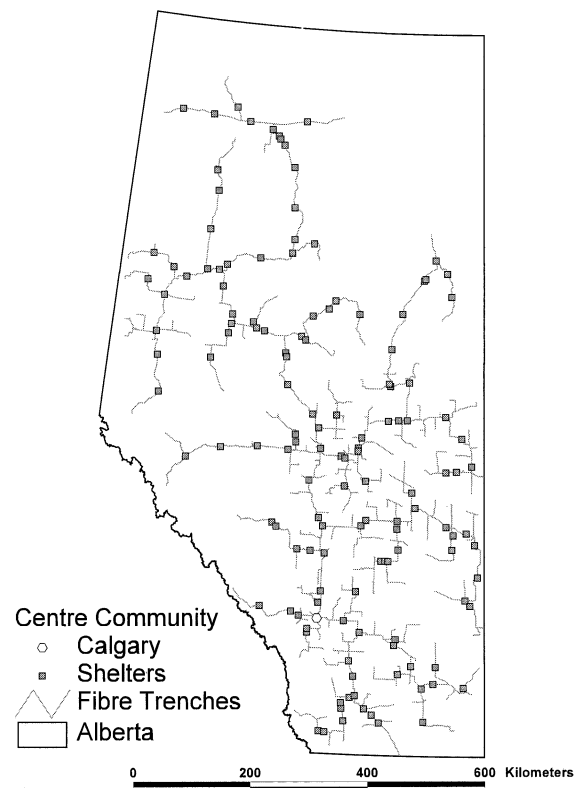 Centre Community
Calgary
Shelters
Fibre Trenches
Alberta
0 200 400 600 Kilometers